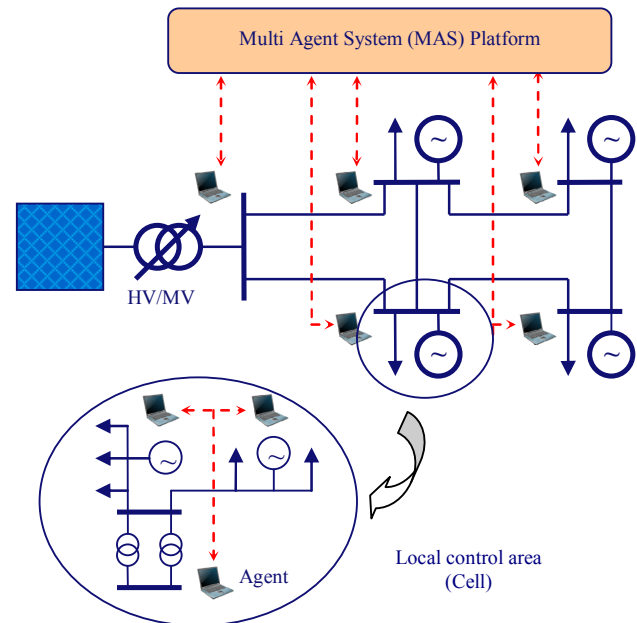 Multi Agent System (MAS) Platform
~
~
HV/MV
~
~
~
~
Agent
Local control area
(Cell)